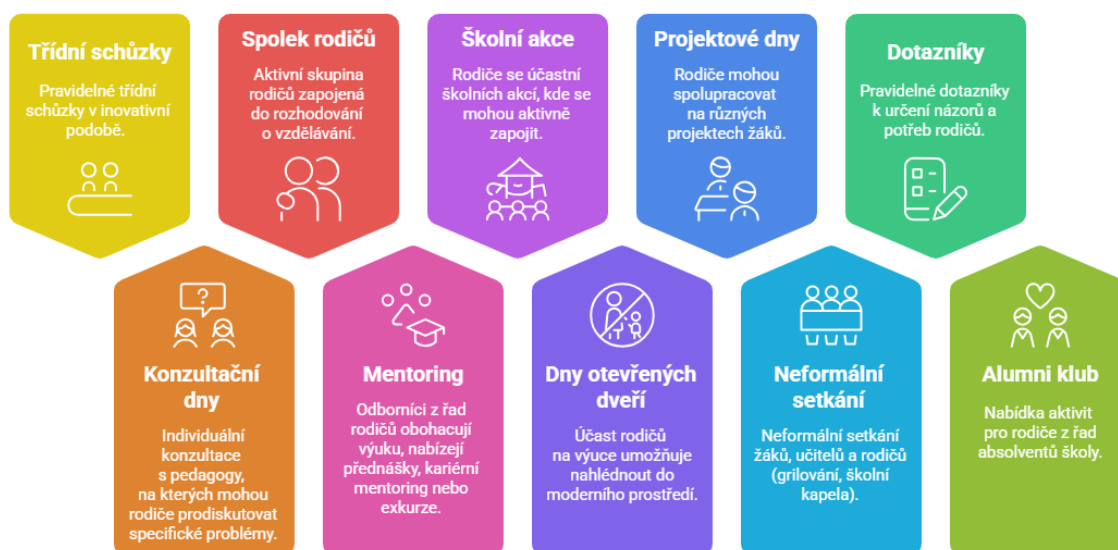 Třídní schůzky
Pravidelné třídní
schůzky v inovativní
podobě.
Spolek rodičů
Aktivní skupina
rodičů zapojená
do rozhodování
o vzdělávání.
Školní akce
Rodiče se účastní
školních akcí, kde se
mohou aktivně
zapojit.
Projektové dny
Rodiče mohou
spolupracovat
na různých
projektech žáků.
Dotazníky
Pravidelné dotazníky
k určení názorů a
potřeb rodičů.
?
Konzultační
dny
Individuální
konzultace
s pedagogy,
na kterých mohou
rodiče prodiskutovat
specifické problémy.
Mentoring
Odborníci z řad
rodičů obohacují
výuku, nabízejí
přednášky, kariérní
mentoring nebo
exkurze.
Dny otevřených
dveří
Účast rodičů
na výuce umožňuje
nahlédnout do
moderního prostředí.
Neformální
setkání
Neformální setkání
žáků, učitelů a rodičů
(grilování, školní
kapela).
Alumni klub
Nabídka aktivit
pro rodiče z řad
absolventů školy.